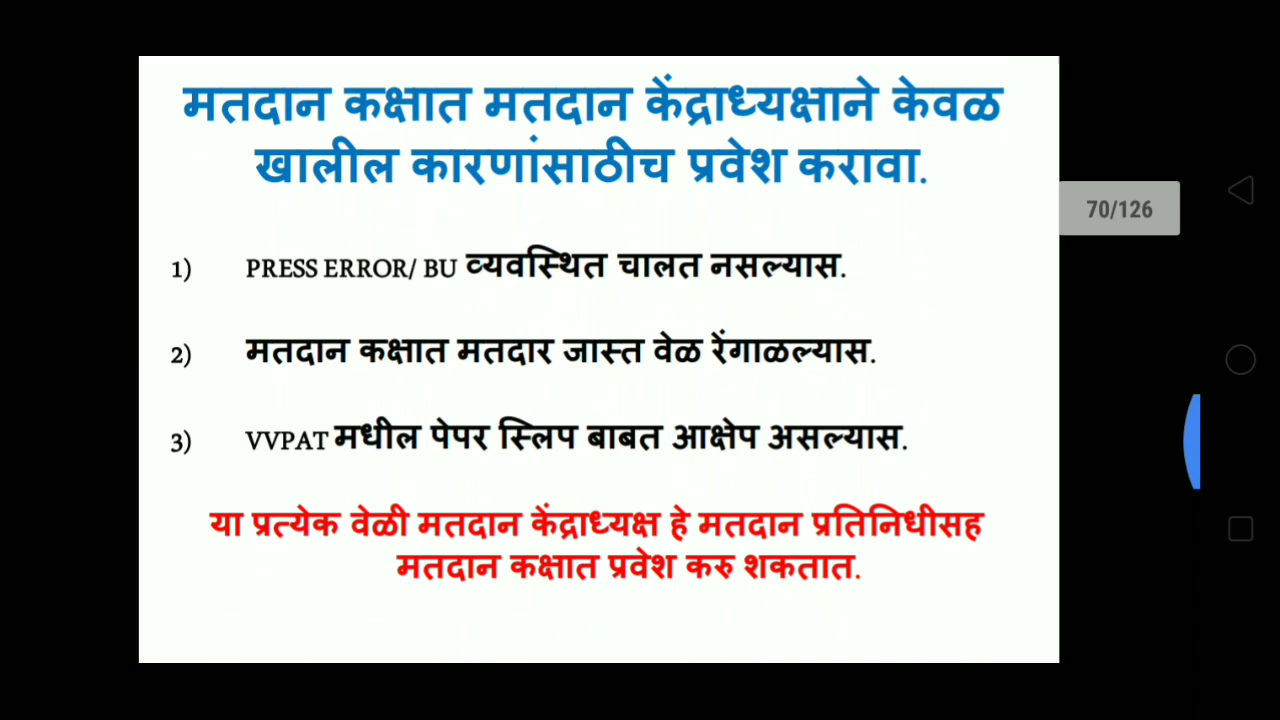 मतदान कक्षात मतदान केंद्राध्यक्षाने केवळ
खालील कारणांसाठीच प्रवेश करावा.
70/126
1) PRESS ERROR/ BU व्यवस्थित चालत नसल्यास.
2) मतदान कक्षात मतदार जास्त वेळ रेंगाळल्यास.
3) VVPAT मधील पेपर स्लिप बाबत आक्षेप असल्यास.
या प्रत्येक वेळी मतदान केंद्राध्यक्ष हे मतदान प्रतिनिधीसह
मतदान कक्षात प्रवेश करु शकतात.